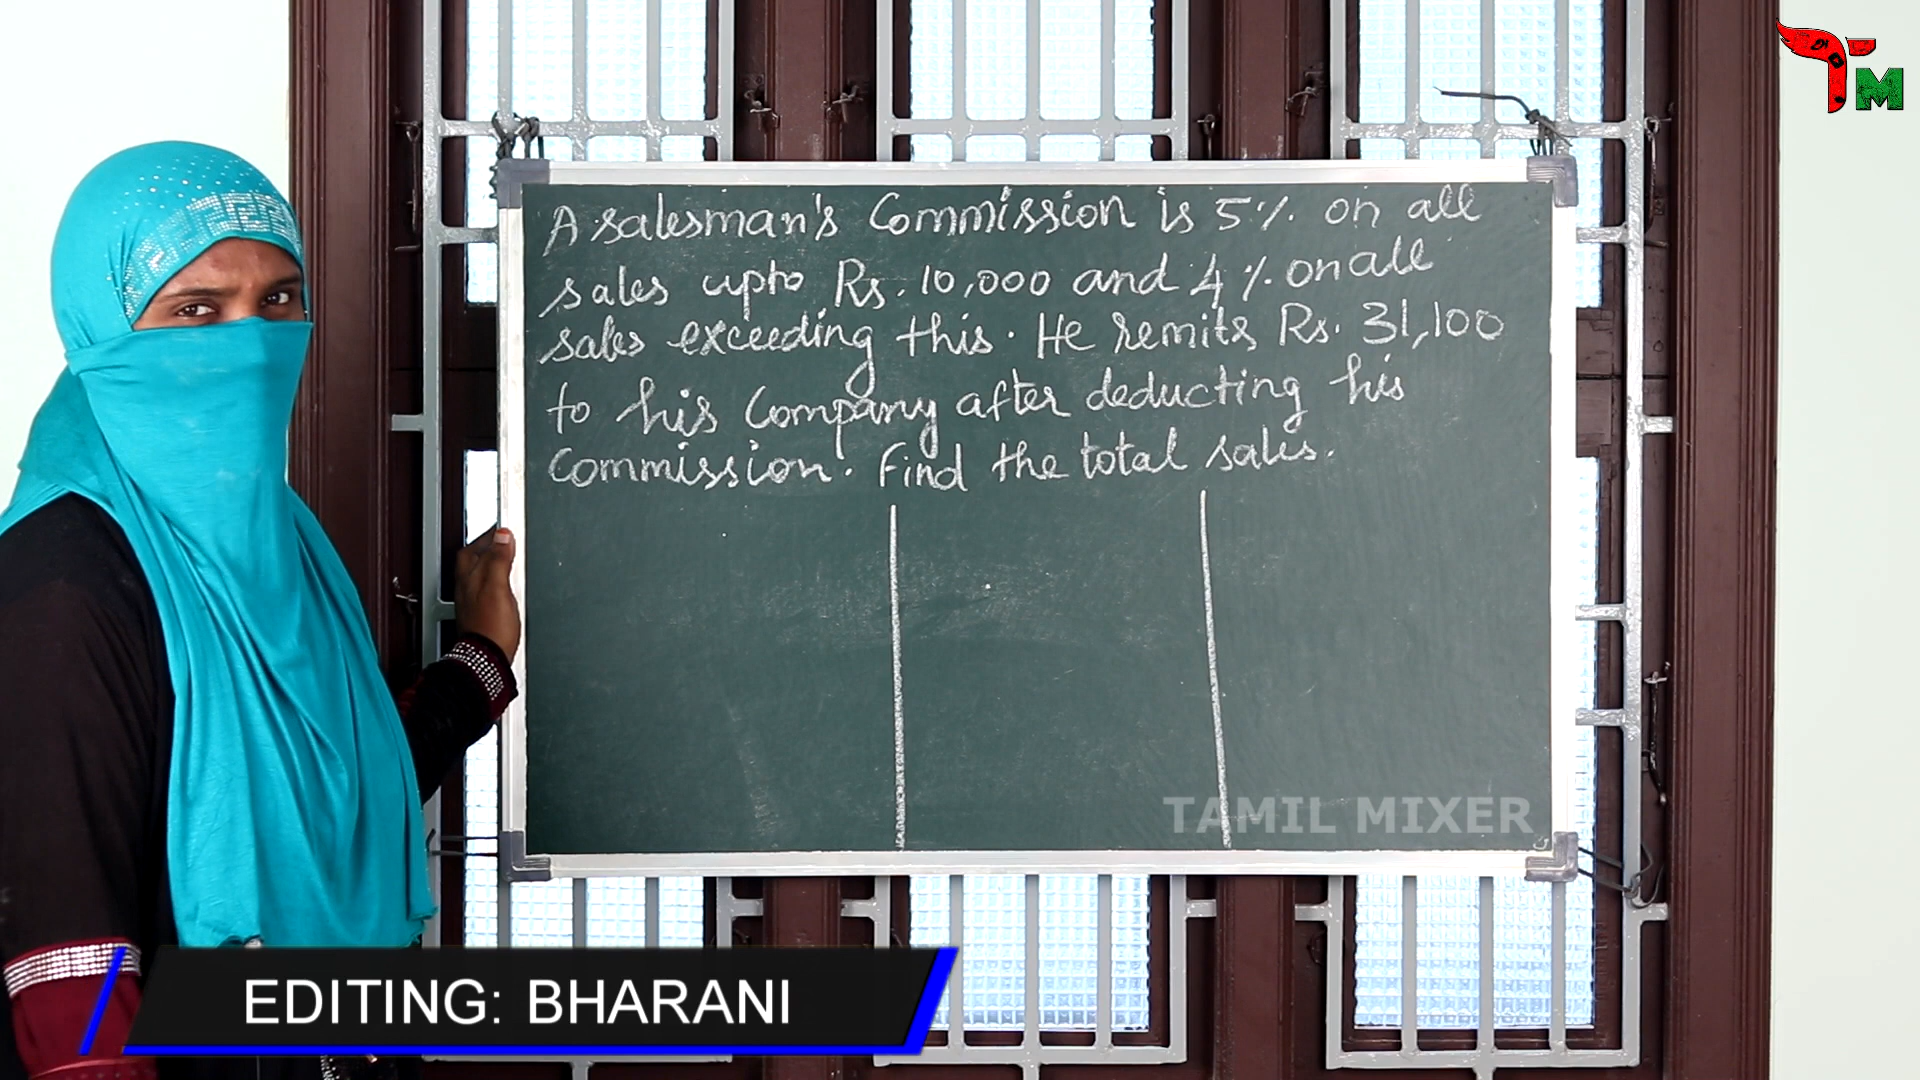 A salesman's Commission is 5% on all
sales upto Rs. 10,000 and 4% on all
sales exceeding this. He remits Rs. 31,100
to his Company after deducting his
Commission. Find the total sales.
TAMIL MIXER
EDITING: BHARANI
TM